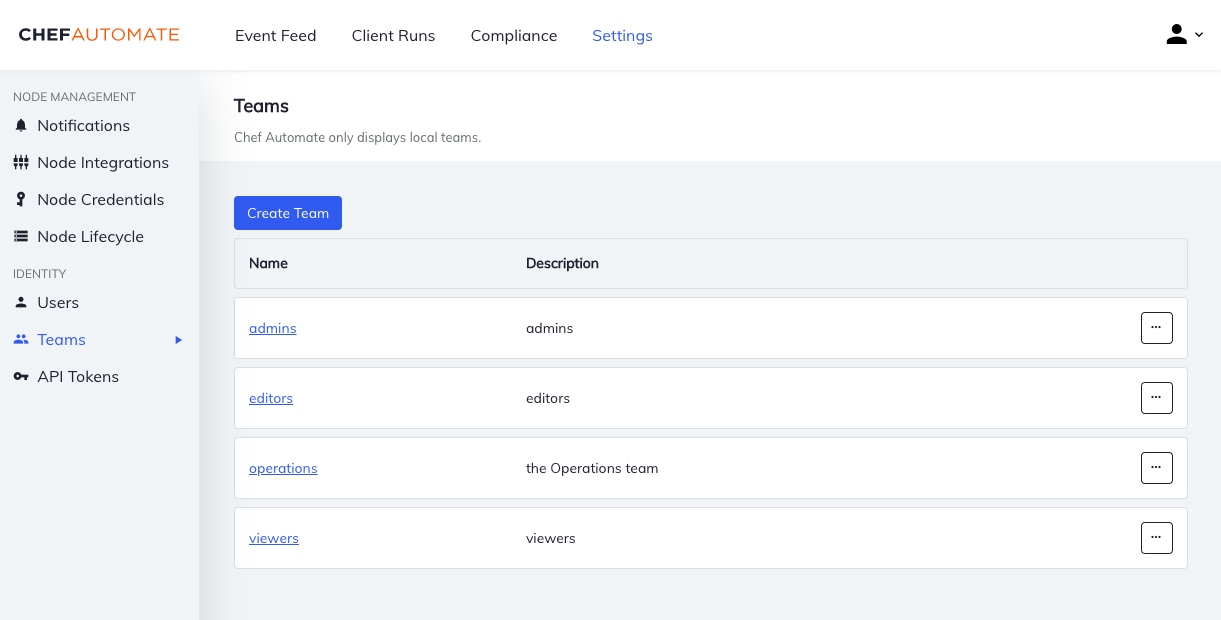 CHEFAUTOMATE Event Feed Client Runs Compliance Settings
NODE MANAGEMENT
Notifications
Node Integrations
Node Credentials
Node Lifecycle
IDENTITY
Users
Teams
API Tokens
Teams
Chef Automate only displays local teams.
Create Team
Name Description
admins admins ...
editors editors ...
operations the Operations team ...
viewers viewers ...